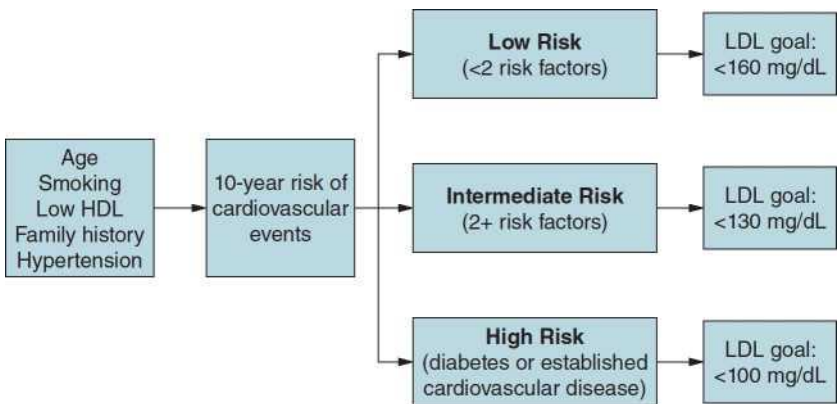 Age
Smoking
Low HDL
Family history
Hypertension
10-year risk of
cardiovascular
events
Low Risk
(<2 risk factors)
LDL goal:
<160 mg/dL
Intermediate Risk
(2+ risk factors)
LDL goal:
<130 mg/dL
High Risk
(diabetes or established
cardiovascular disease)
LDL goal:
<100 mg/dL